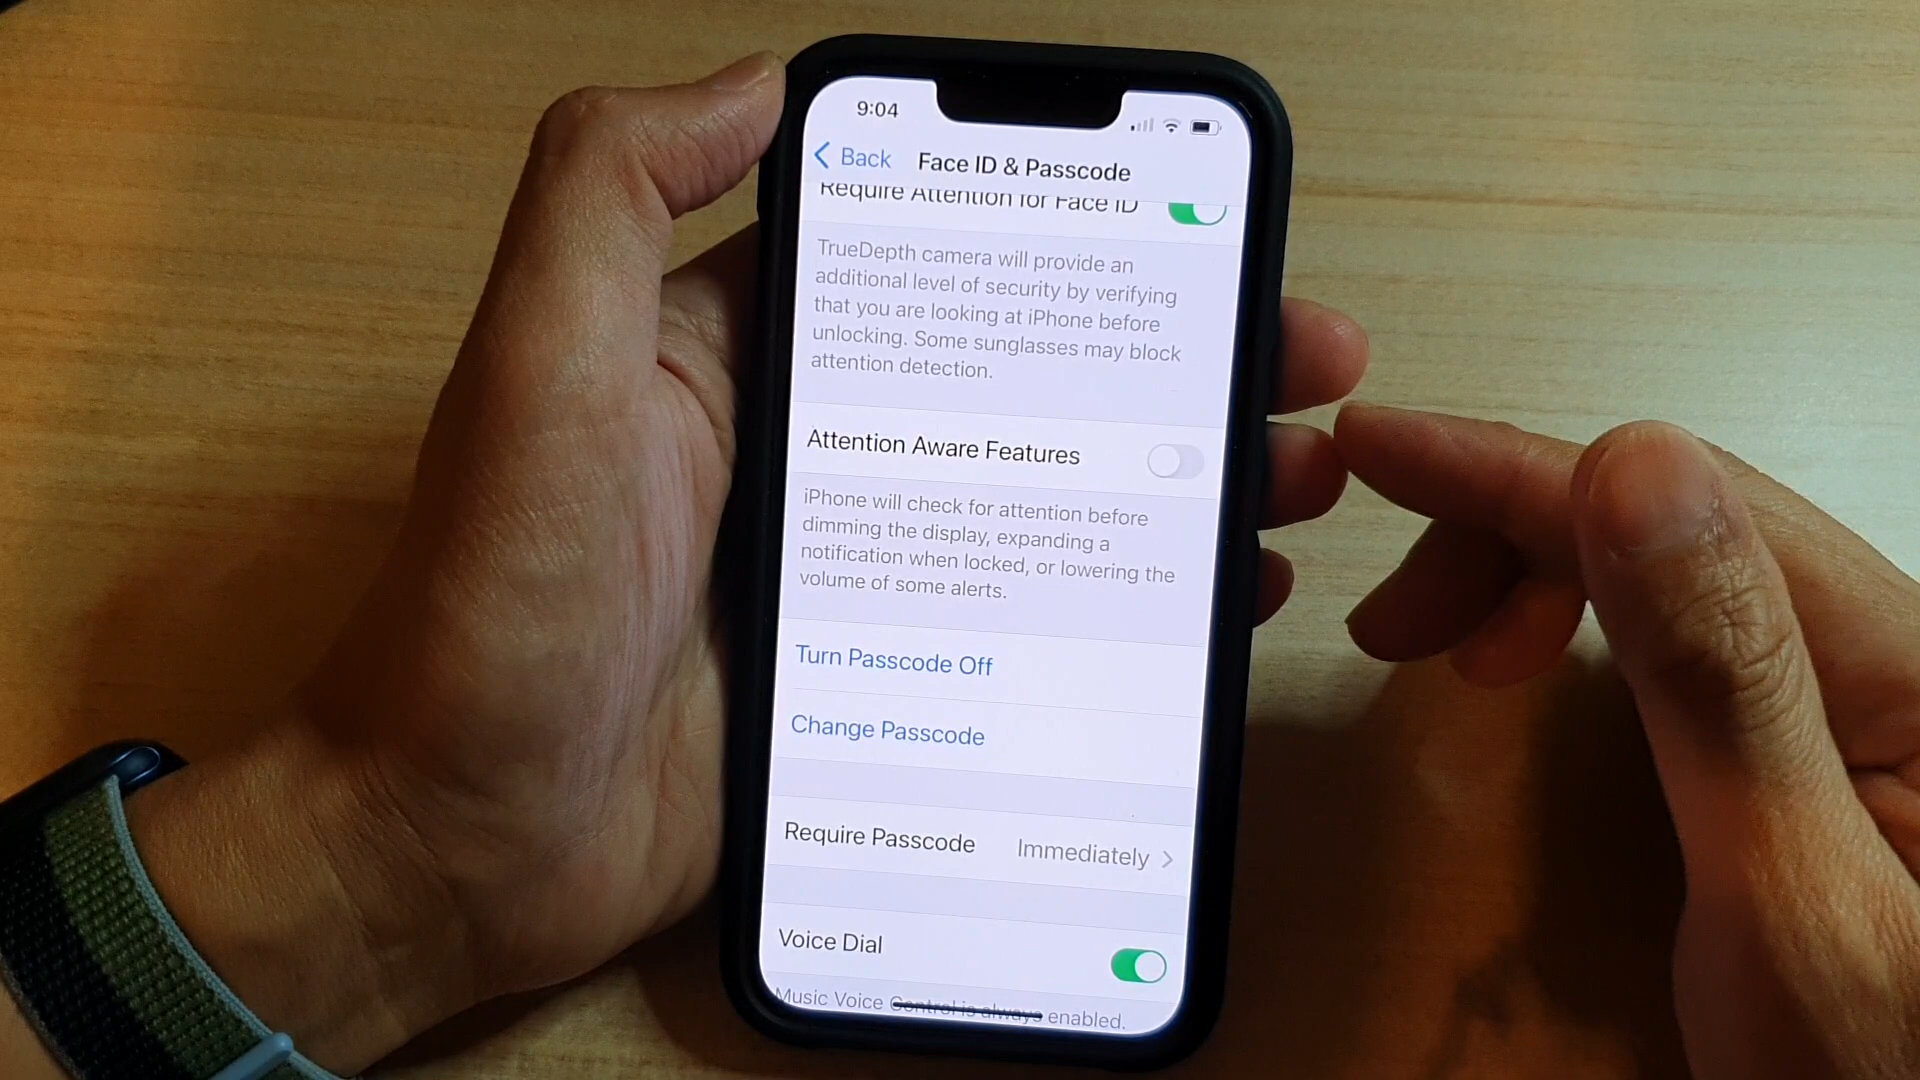 9:04
Back Face ID & Passcode
Require Attention for Face ID
TrueDepth camera will provide an
additional level of security by verifying
that you are looking at iPhone before
unlocking. Some sunglasses may block
attention detection.
Attention Aware Features
iPhone will check for attention before
dimming the display, expanding a
notification when locked, or lowering the
volume of some alerts.
Turn Passcode Off
Change Passcode
Require Passcode Immediately
Voice Dial
Music Voice Control is always enabled.